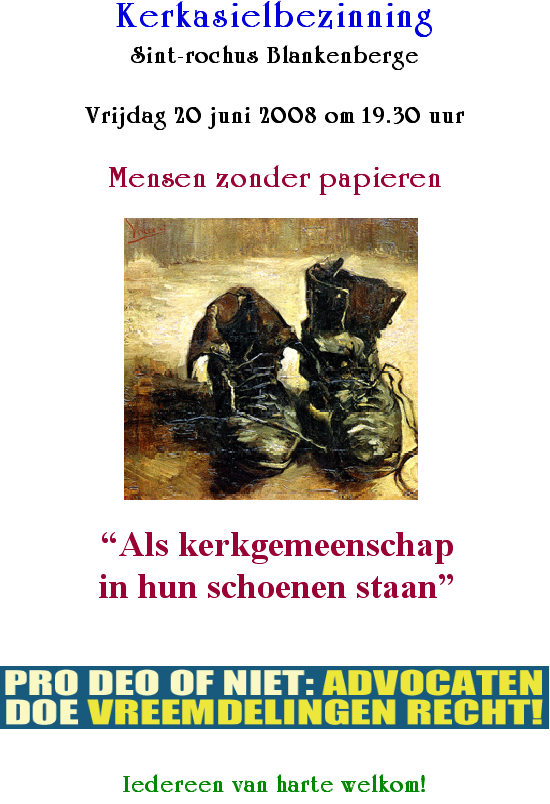 Kerkasielbezinning
Sint-rochus Blankenberge
Vrijdag 20 juni 2008 om 19.30 uur
Mensen zonder papieren
Vincent
“Als kerkgemeenschap
in hun schoenen staan”
PRO DEO OF NIET: ADVOCATEN
DOE VREEMDELINGEN RECHT!
Iedereen van harte welkom!